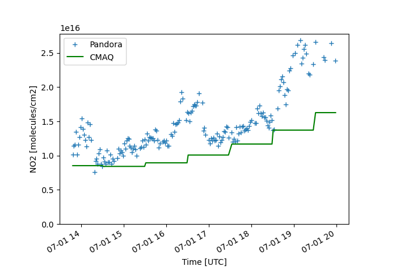 1e16
Pandora
CMAQ
2.5
2.0
1.5
1.0
0.5
0.0
NO2 [molecules/cm2]
07-01 14
07-01 15
07-01 16
07-01 17
07-01 18
07-01 19
07-01 20
Time [UTC]